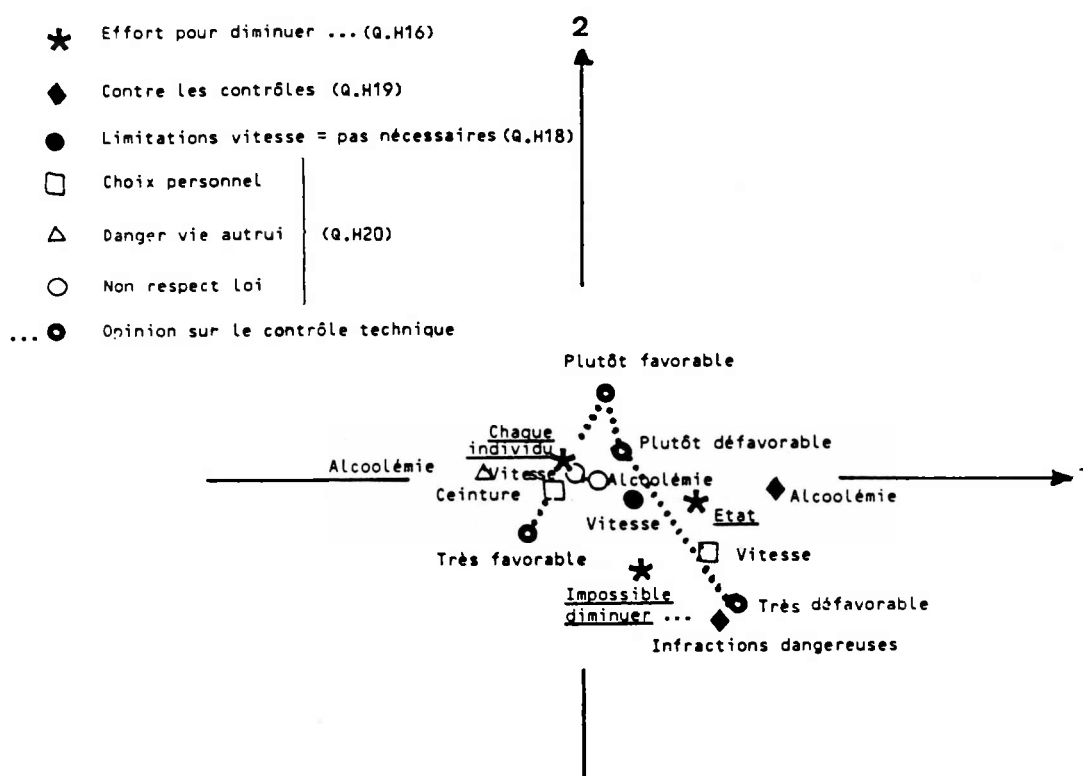 Effort pour diminuer ... (Q.H16)
2
Contre les contrôles (Q.H19)
Limitations vitesse = pas nécessaires (Q.H18)
Choix personnel
Danger vie autrui
(Q.H20)
Non respect loi
... Opinion sur le contrôle technique
Plutôt favorable
Chaque
individu
Plutôt défavorable
Alcoolémie
Vitesse
Alcoolémie
Ceinture
Alcoolémie
Vitesse
Etat
Très favorable
Vitesse
Impossible
diminuer ...
Très défavorable
Infractions dangereuses